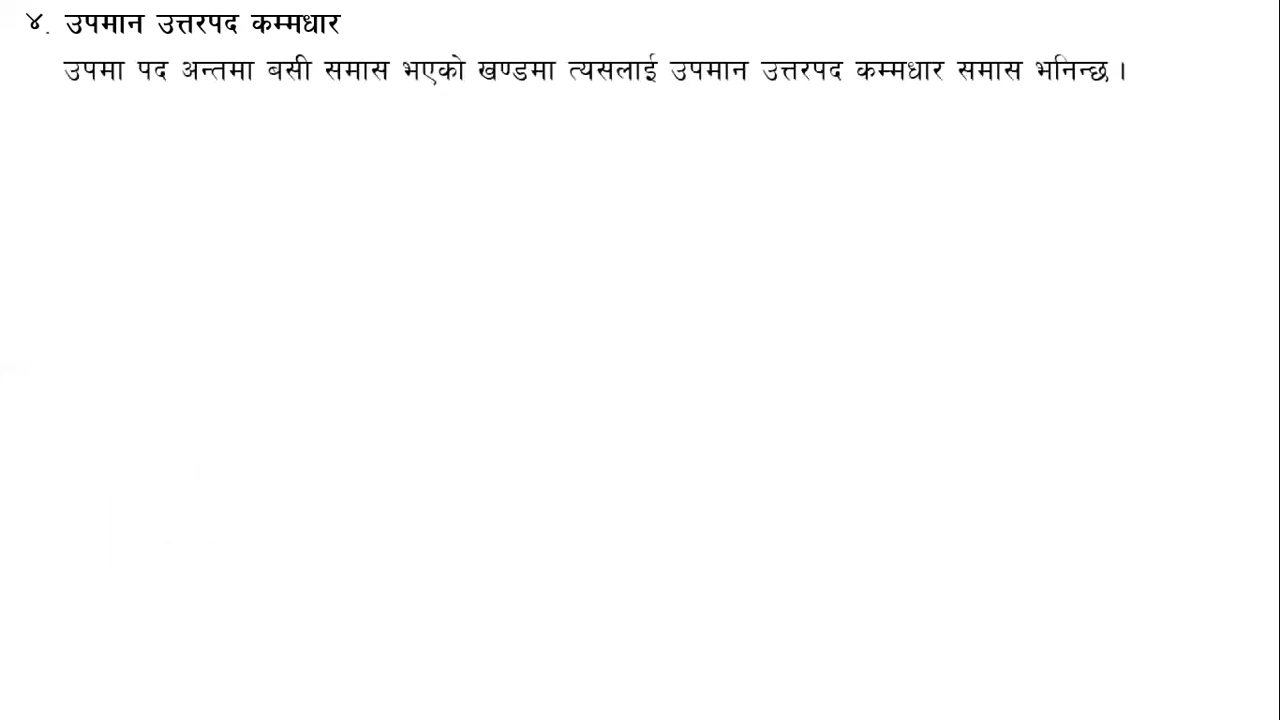 ४. उपमान उत्तरपद कम्मधार
उपमा पद अन्तमा बसी समास भएको खण्डमा त्यसलाई उपमान उत्तरपद कम्मधार समास भनिन्छ ।